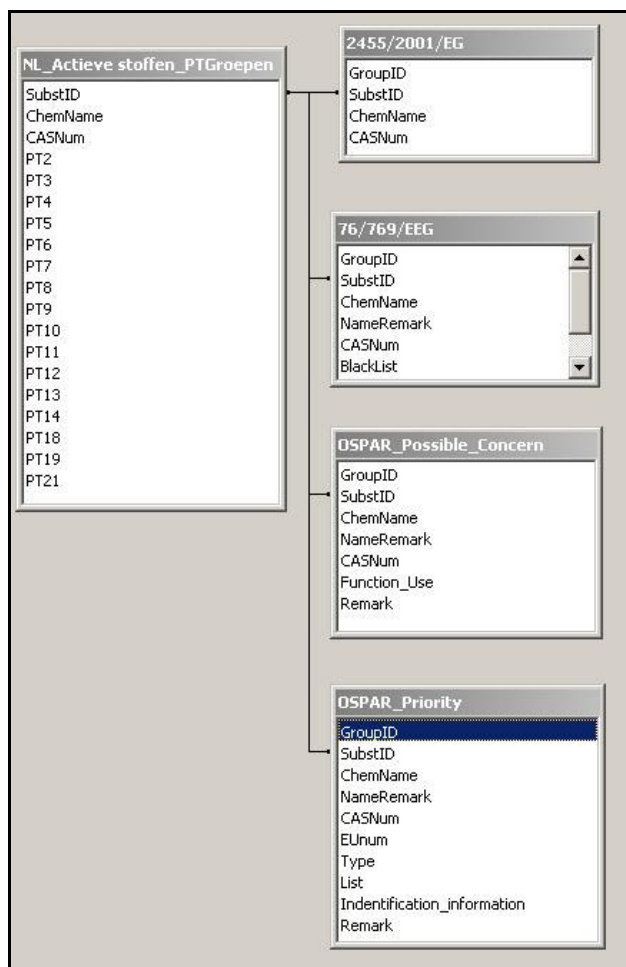 NL_Actieve stoffen_PTGroepen
SubstID
ChemName
CASNum
PT2
PT3
PT4
PT5
PT6
PT7
PT8
PT9
PT10
PT11
PT12
PT13
PT14
PT18
PT19
PT21
2455/2001/EG
GroupID
SubstID
ChemName
CASNum
76/769/EEG
GroupID
SubstID
ChemName
NameRemark
CASNum
BlackList
OSPAR_Possible_Concern
GroupID
SubstID
ChemName
NameRemark
CASNum
Function_Use
Remark
OSPAR_Priority
GroupID
SubstID
ChemName
NameRemark
CASNum
EUnum
Type
List
Indentification_information
Remark